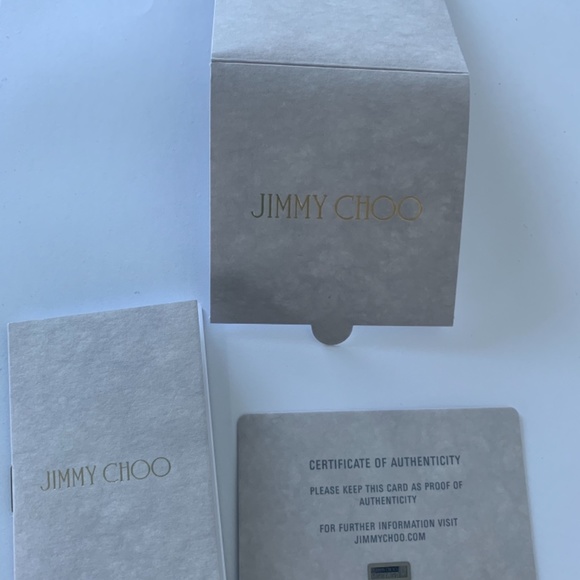 JIMMY CHOO
JIMMY CHOO
CERTIFICATE OF AUTHENTICITY
PLEASE KEEP THIS CARD AS PROOF OF
AUTHENTICITY
FOR FURTHER INFORMATION VISIT
JIMMYCHOO.COM